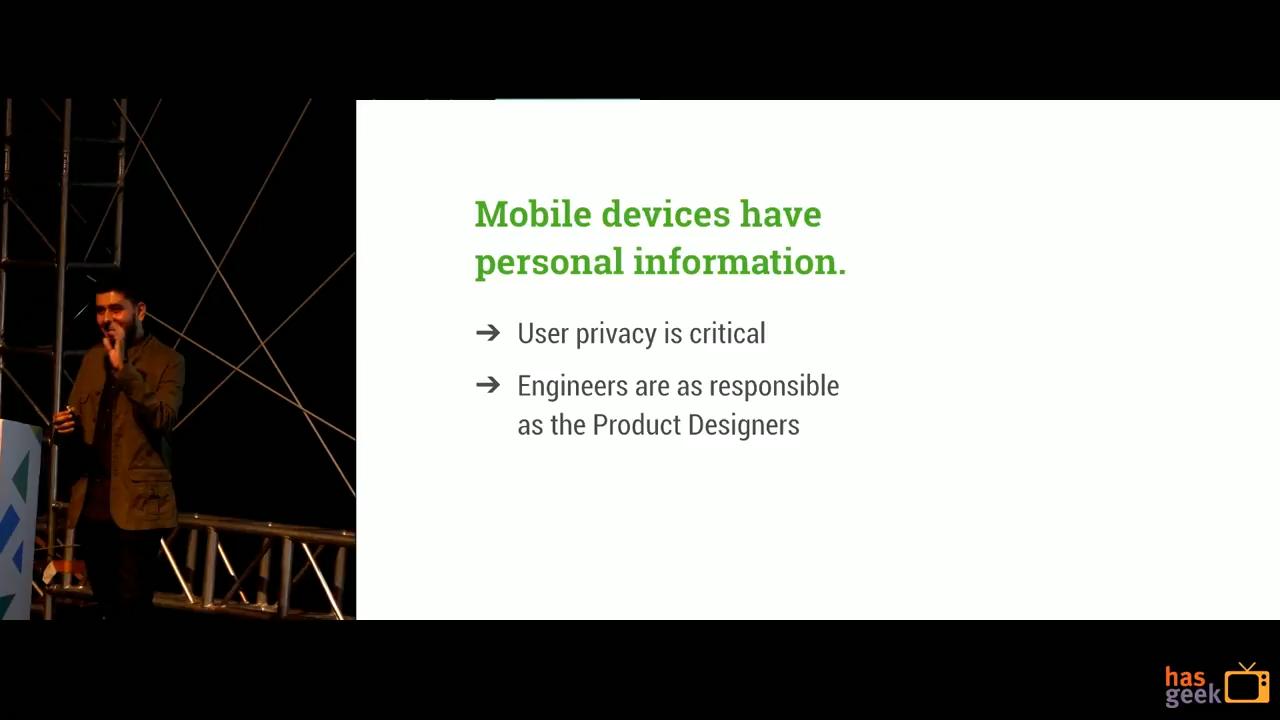 Mobile devices have
personal information.
➔ User privacy is critical
➔ Engineers are as responsible
as the Product Designers
has
geek